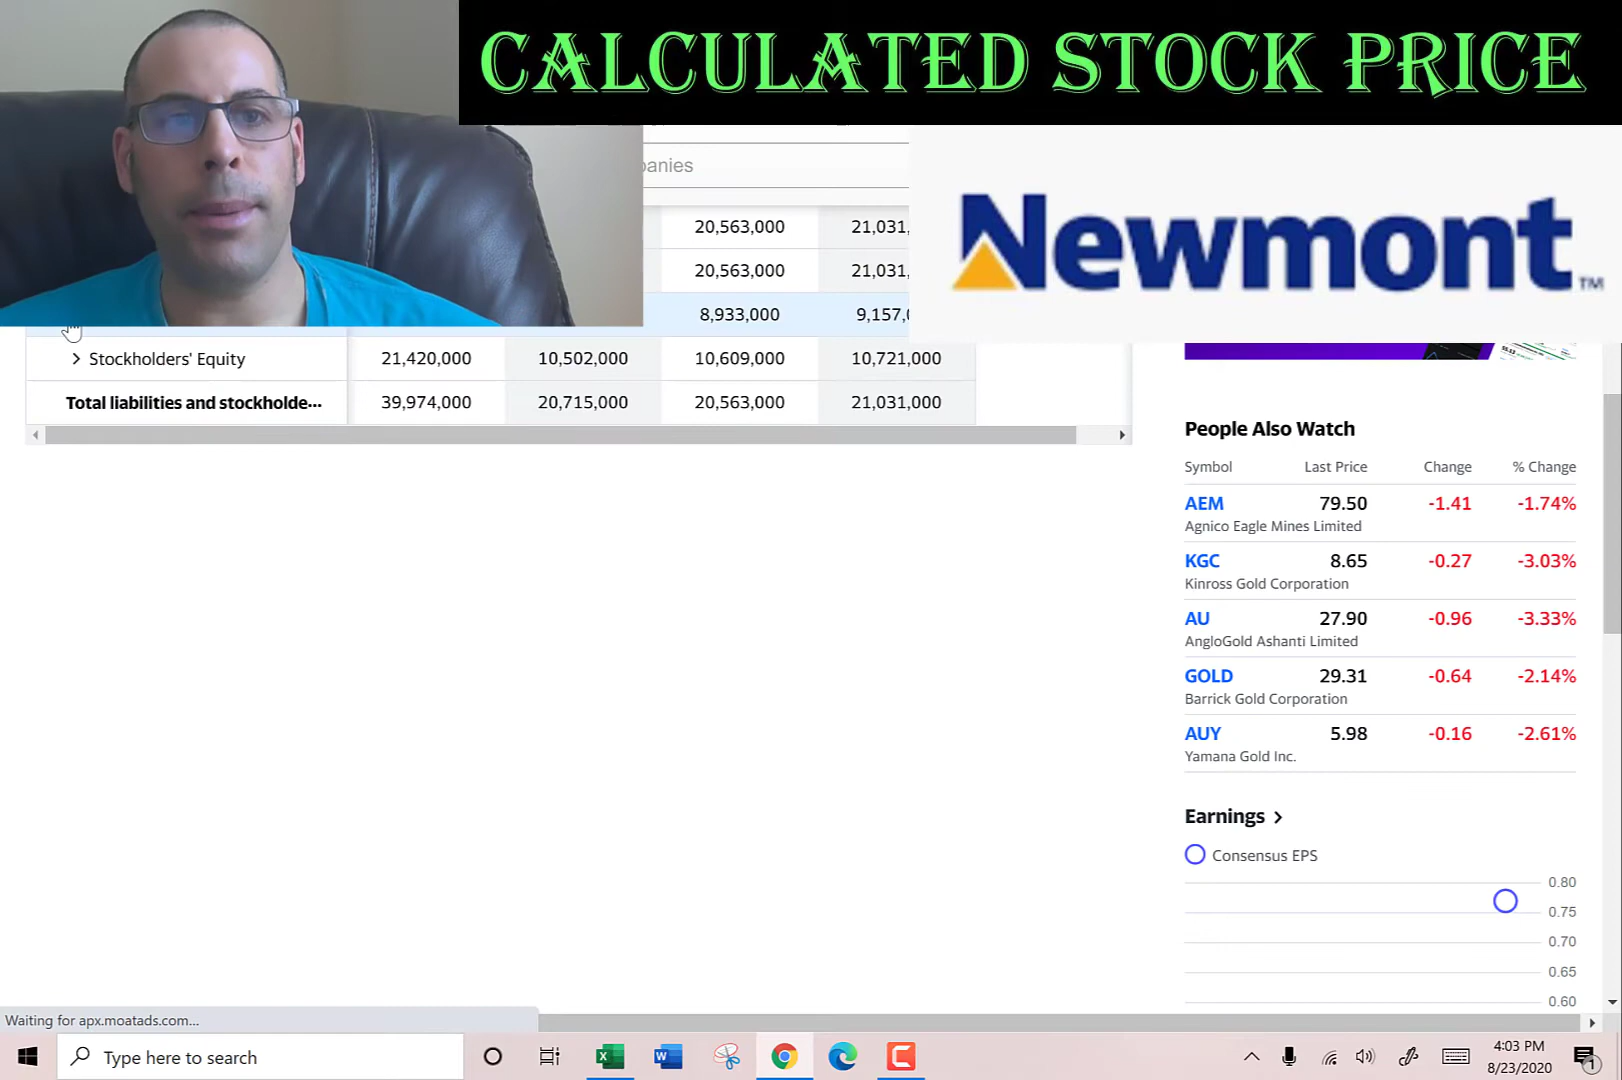 CALCULATED STOCK PRICE
panies
Newmont™
20,563,000 21,031,
20,563,000 21,031,
8,933,000 9,157,0
> Stockholders' Equity 21,420,000 10,502,000 10,609,000 10,721,000
Total liabilities and stockholde... 39,974,000 20,715,000 20,563,000 21,031,000
People Also Watch
Symbol Last Price Change % Change
AEM 79.50 -1.41 -1.74%
Agnico Eagle Mines Limited
KGC 8.65 -0.27 -3.03%
Kinross Gold Corporation
AU 27.90 -0.96 -3.33%
AngloGold Ashanti Limited
GOLD 29.31 -0.64 -2.14%
Barrick Gold Corporation
AUY 5.98 -0.16 -2.61%
Yamana Gold Inc.
Earnings >
Consensus EPS
0.80
0.75
0.70
0.65
0.60
Waiting for apx.moatads.com...
Type here to search
4:03 PM
8/23/2020
1